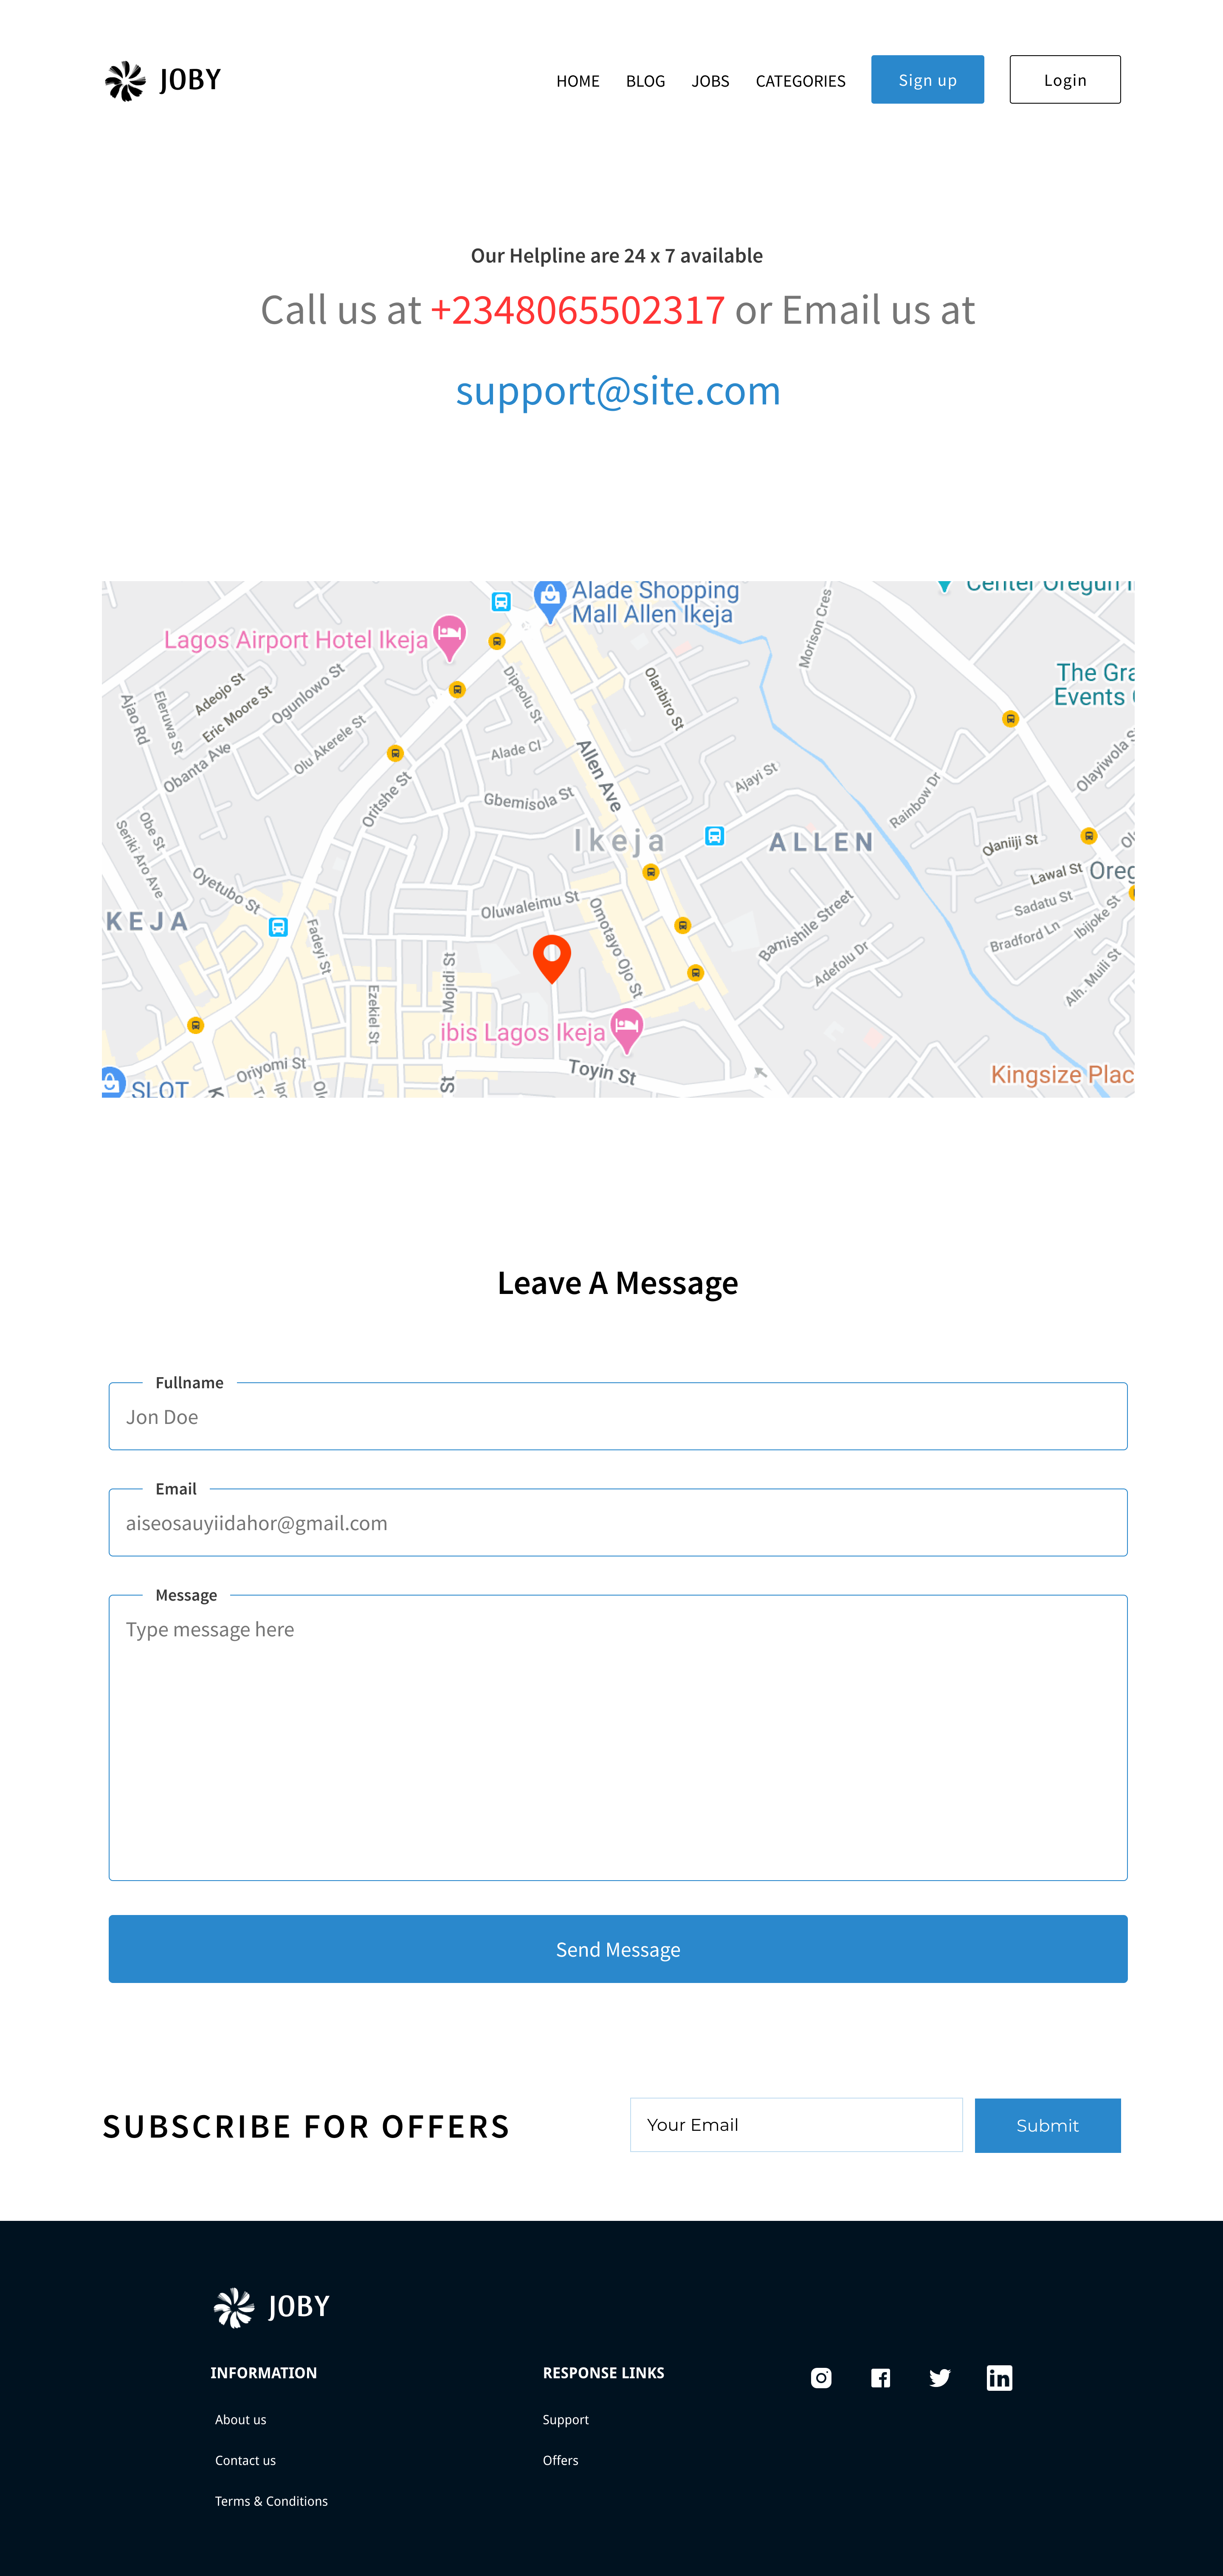 JOBY
HOME BLOG JOBS CATEGORIES Sign up Login
Our Helpline are 24 x 7 available
Call us at +2348065502317 or Email us at
support@site.com
Alade Shopping
Mall Allen Ikeja
Lagos Airport Hotel Ikeja
Morison Cres
The Gra
Events
Ajao Rd
Eleruwa St
Adeojo St
Eric Moore St
Ogunlowo St
Obanta Ave
Olu Akerele St
Dipeolu St
Olaribiro St
Alade Cl
Allen Ave
Oritshe St
Gbemisola St
Ajayi St
Rainbow Dr
Olayiwola S
Obe St
Seriki Aro Ave
Ikeja
ALLEN
Olaniiji St
Lawal St
Oreg
Oyetubo St
Oluwaleimu St
Omotayo Ojo St
Bamishile Street
Adefolu Dr
Sadatu St
Bradford Ln
Ibijoke St
Alh. Muili St
KEJA
Fadeyi St
Ezekiel St
Mojidi St
ibis Lagos Ikeja
Toyin St
Oriyomi St
St
SLOT
Kingsize Plac
Leave A Message
Fullname
Jon Doe
Email
aiseosauyiidahor@gmail.com
Message
Type message here
Send Message
SUBSCRIBE FOR OFFERS Your Email Submit
JOBY
INFORMATION RESPONSE LINKS
About us Support
Contact us Offers
Terms & Conditions